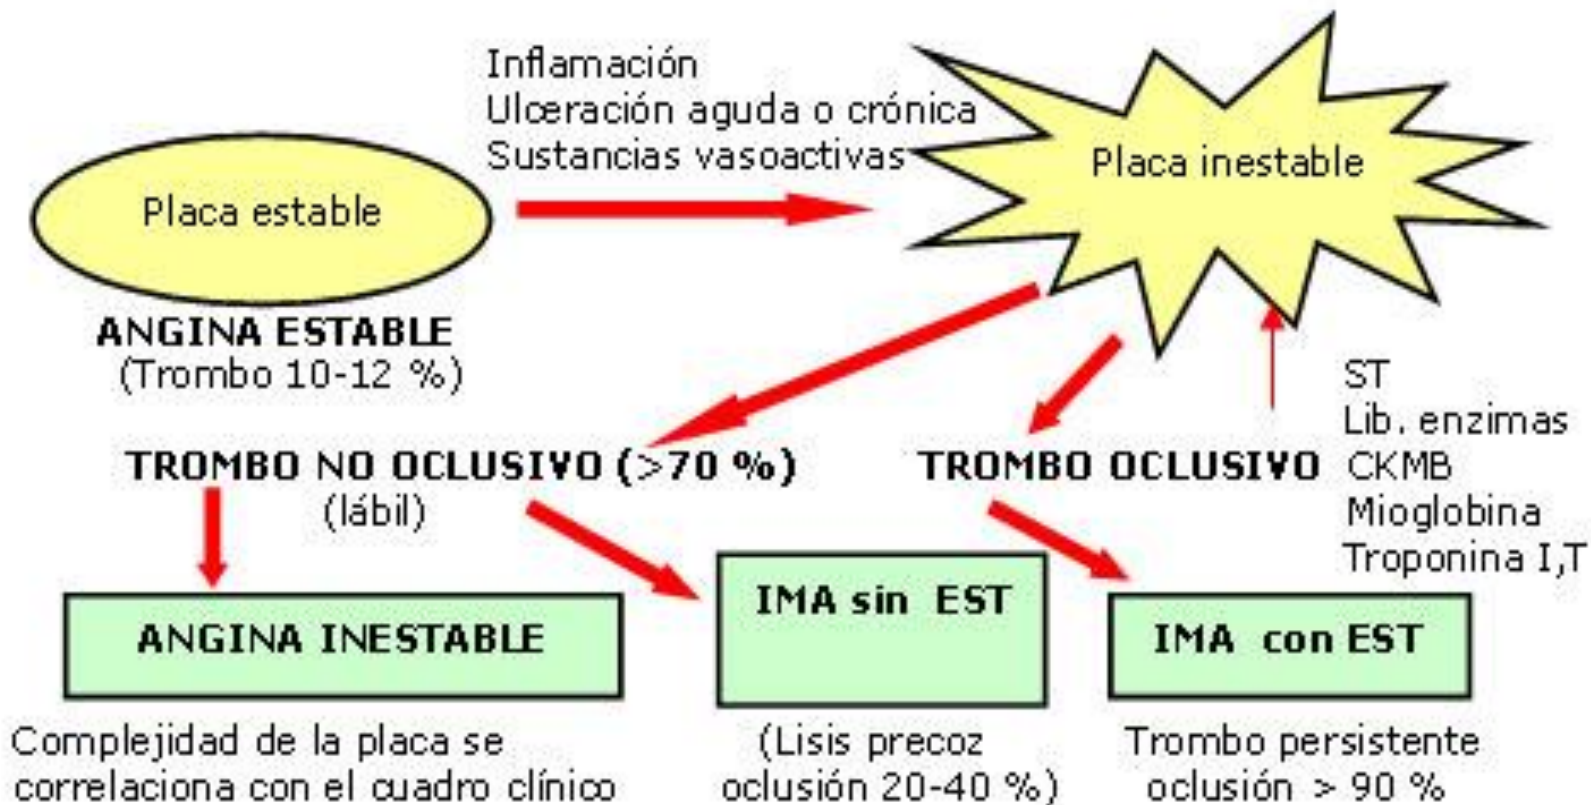 Inflamación
Ulceración aguda o crónica
Sustancias vasoactivas
Placa estable
Placa inestable
ANGINA ESTABLE
(Trombo 10-12 %)
TROMBO NO OCLUSIVO (>70 %)
(lábil)
TROMBO OCLUSIVO
ST
Lib. enzimas
CKMB
Mioglobina
Troponina I,T
ANGINA INESTABLE
IMA sin EST
IMA con EST
Complejidad de la placa se
correlaciona con el cuadro clínico
(Lisis precoz
oclusión 20-40 %)
Trombo persistente
oclusión > 90 %